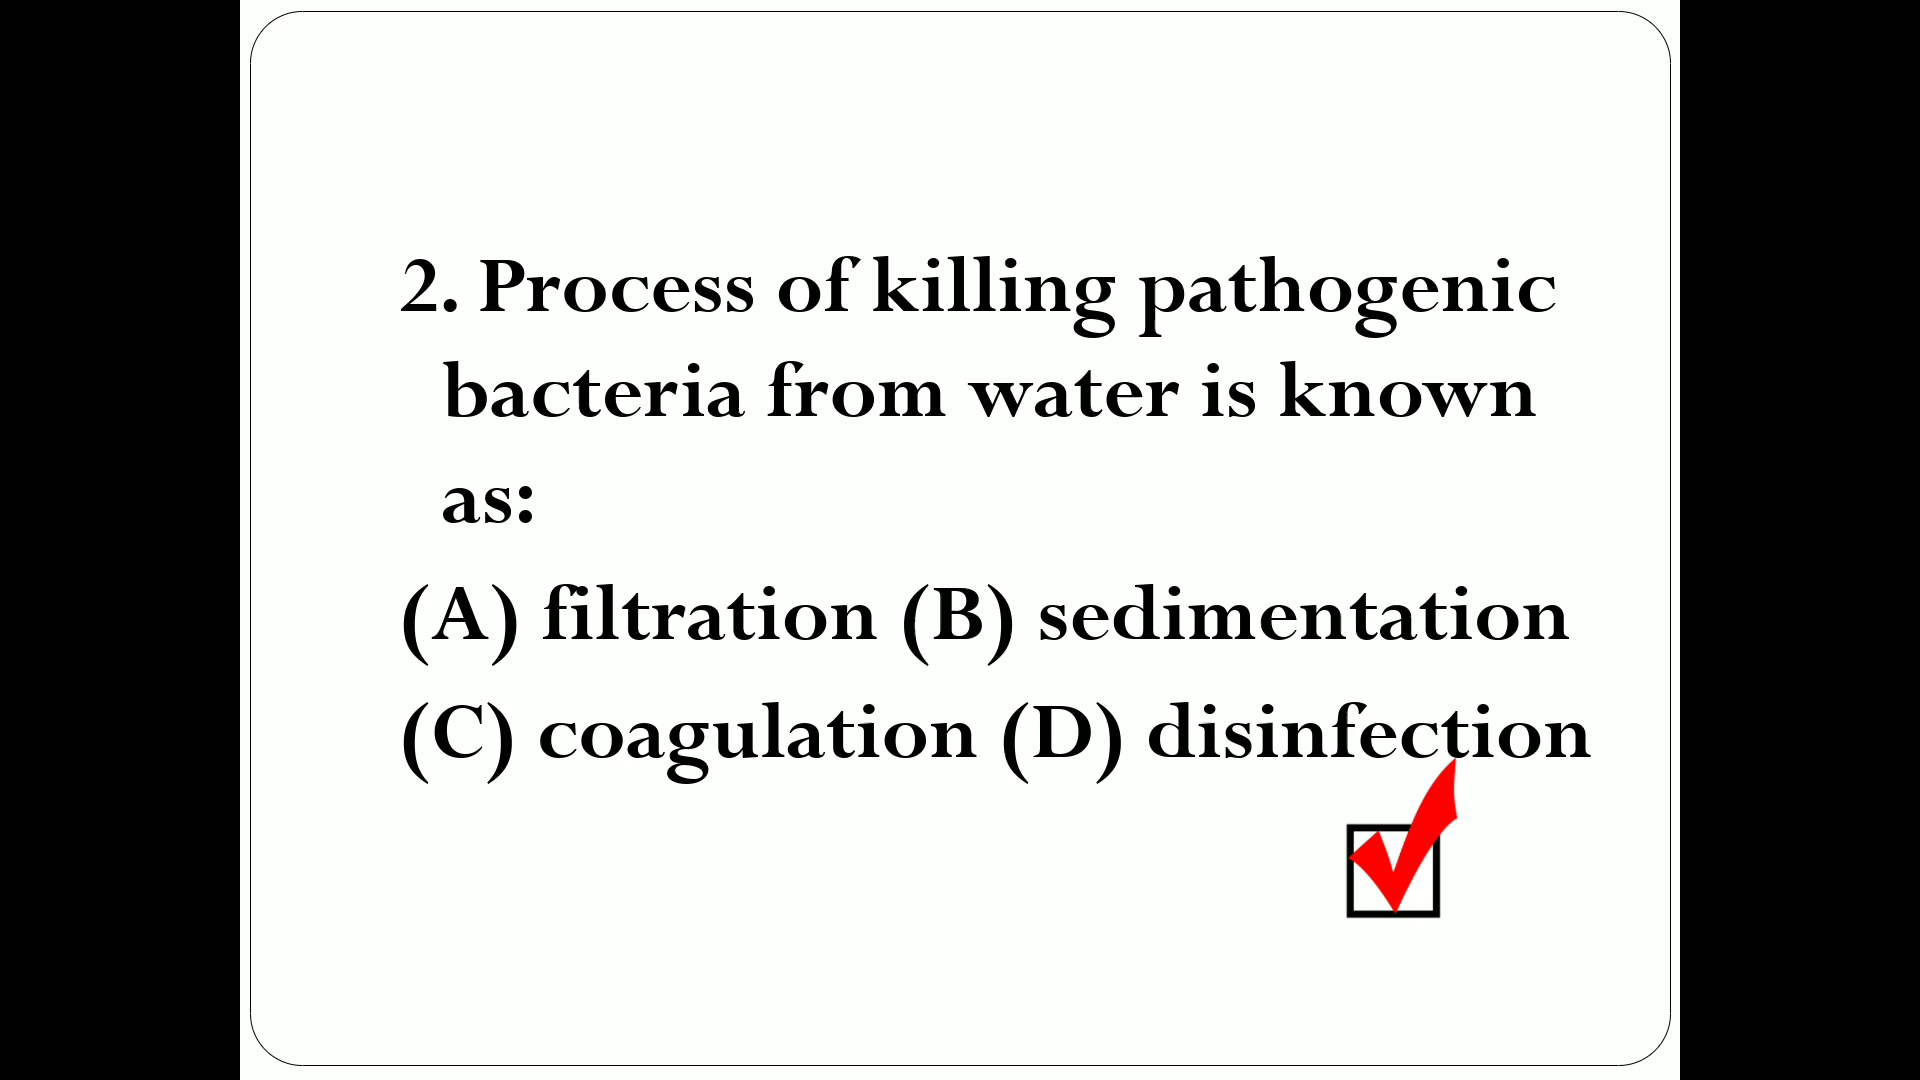 2. Process of killing pathogenic
bacteria from water is known
as:
(A) filtration (B) sedimentation
(C) coagulation (D) disinfection